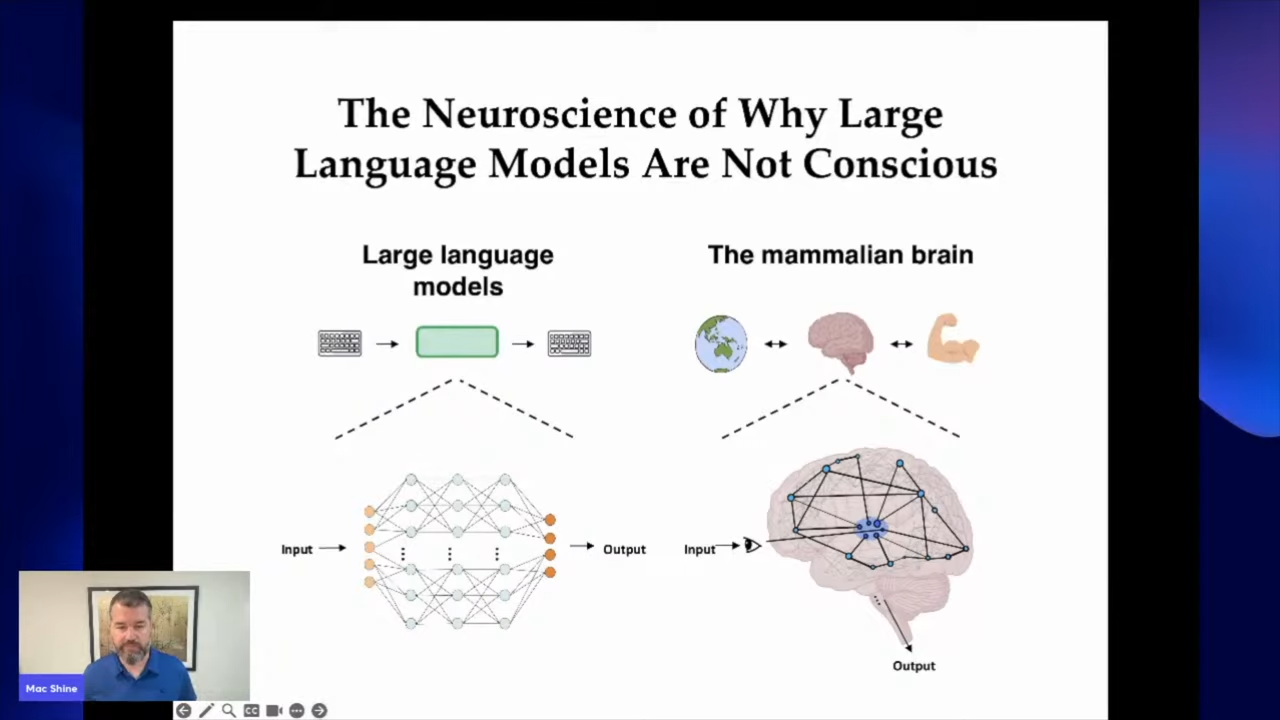 The Neuroscience of Why Large
Language Models Are Not Conscious
Large language
models
The mammalian brain
Input
Output
Input
Output
Mac Shine
CC